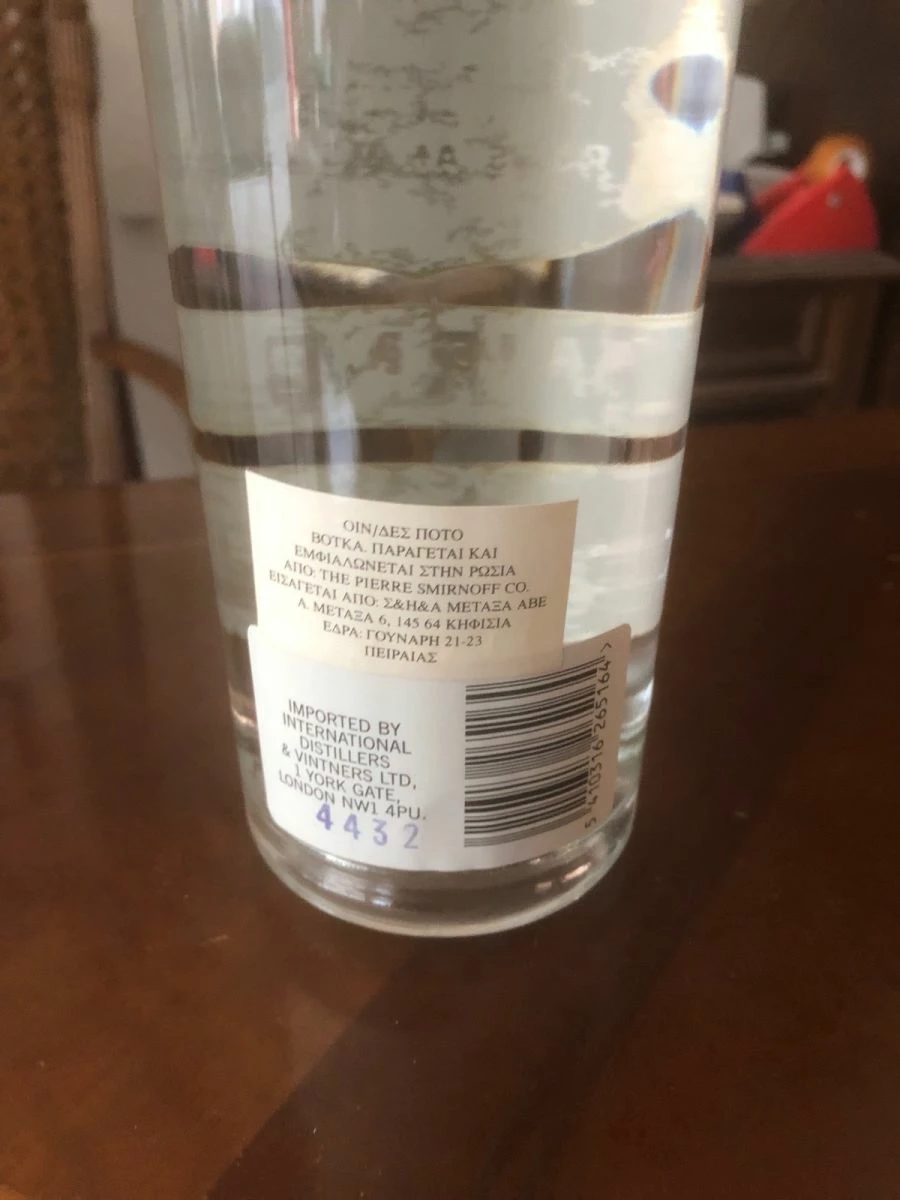 ΟΙΝ/ΔΕΣ ΠΟΤΟ
ΒΟΤΚΑ. ΠΑΡΑΓΕΤΑΙ ΚΑΙ
ΕΜΦΙΑΛΩΝΕΤΑΙ ΣΤΗΝ ΡΩΣΙΑ
ΑΠΟ: THE PIERRE SMIRNOFF CO.
ΕΙΣΑΓΕΤΑΙ ΑΠΟ: Σ&Η&Α ΜΕΤΑΞΑ ΑΒΕ
Α. ΜΕΤΑΞΑ 6, 145 64 ΚΗΦΙΣΙΑ
ΕΔΡΑ: ΓΟΥΝΑΡΗ 21-23
ΠΕΙΡΑΙΑΣ
IMPORTED BY
INTERNATIONAL
DISTILLERS
& VINTNERS LTD,
1 YORK GATE,
LONDON NW1 4PU.
4432
5 410316 265164 >